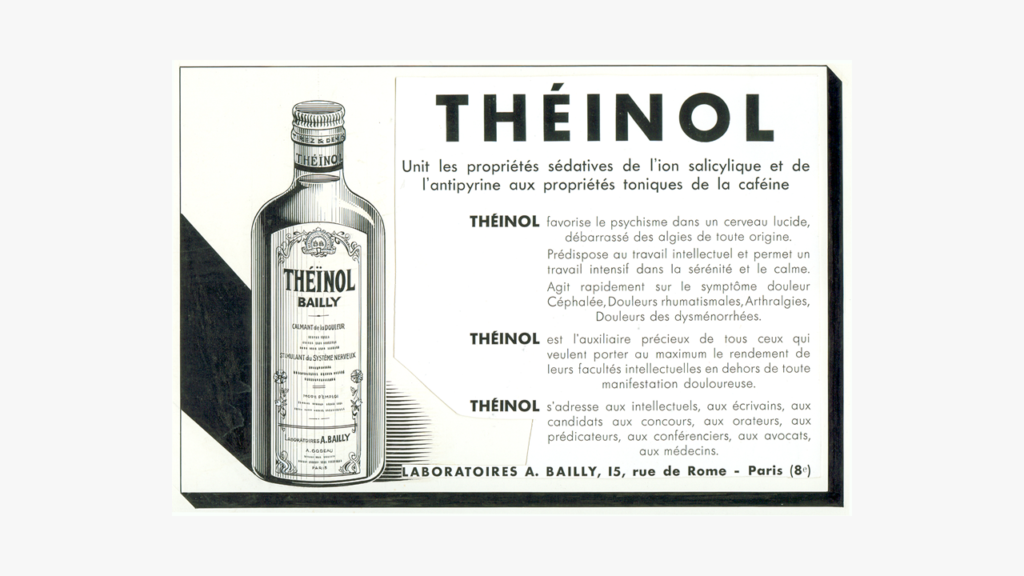 THÉINOL
Unit les propriétés sédatives de l'ion salicylique et de
l'antipyrine aux propriétés toniques de la caféine
THÉINOL favorise le psychisme dans un cerveau lucide,
débarrassé des algies de toute origine.
Prédispose au travail intellectuel et permet un
travail intensif dans la sérénité et le calme.
Agit rapidement sur le symptôme douleur
Céphalée, Douleurs rhumatismales, Arthralgies,
Douleurs des dysménorrhées.
THÉINOL est l'auxiliaire précieux de tous ceux qui
veulent porter au maximum le rendement de
leurs facultés intellectuelles en dehors de toute
manifestation douloureuse.
THÉINOL s'adresse aux intellectuels, aux écrivains, aux
candidats aux concours, aux orateurs, aux
prédicateurs, aux conférenciers, aux avocats,
aux médecins.
LABORATOIRES A. BAILLY, 15, rue de Rome - Paris (8e)
THÉÏNOL
THÉÏNOL
BAILLY
CALMANT de la DOULEUR
STIMULANT du SYSTÈME NERVEUX
MODE D'EMPLOI
LABORATOIRES A. BAILLY
PARIS